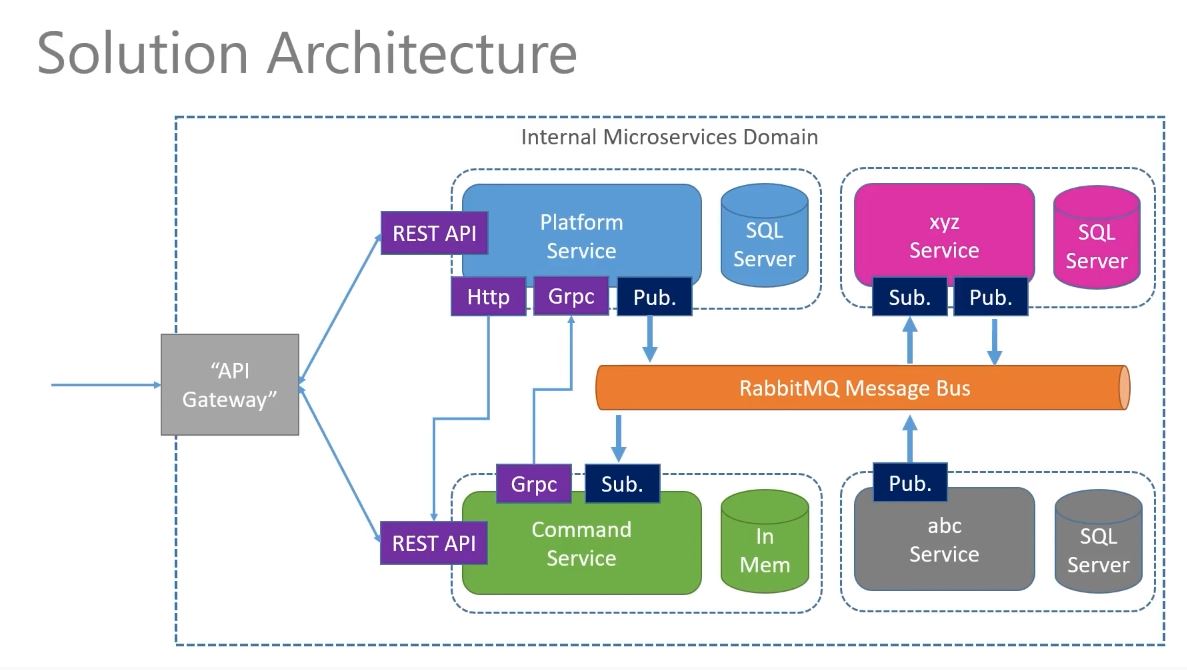 Solution Architecture
Internal Microservices Domain
REST API
Platform
Service
SQL
Server
Http
Grpc
Pub.
xyz
Service
SQL
Server
Sub.
Pub.
“API
Gateway”
RabbitMQ Message Bus
Grpc
Sub.
REST API
Command
Service
In
Mem
Pub.
abc
Service
SQL
Server